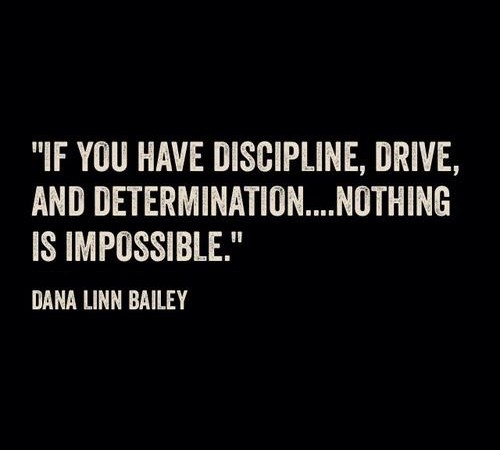 "IF YOU HAVE DISCIPLINE, DRIVE,
AND DETERMINATION....NOTHING
IS IMPOSSIBLE."
DANA LINN BAILEY